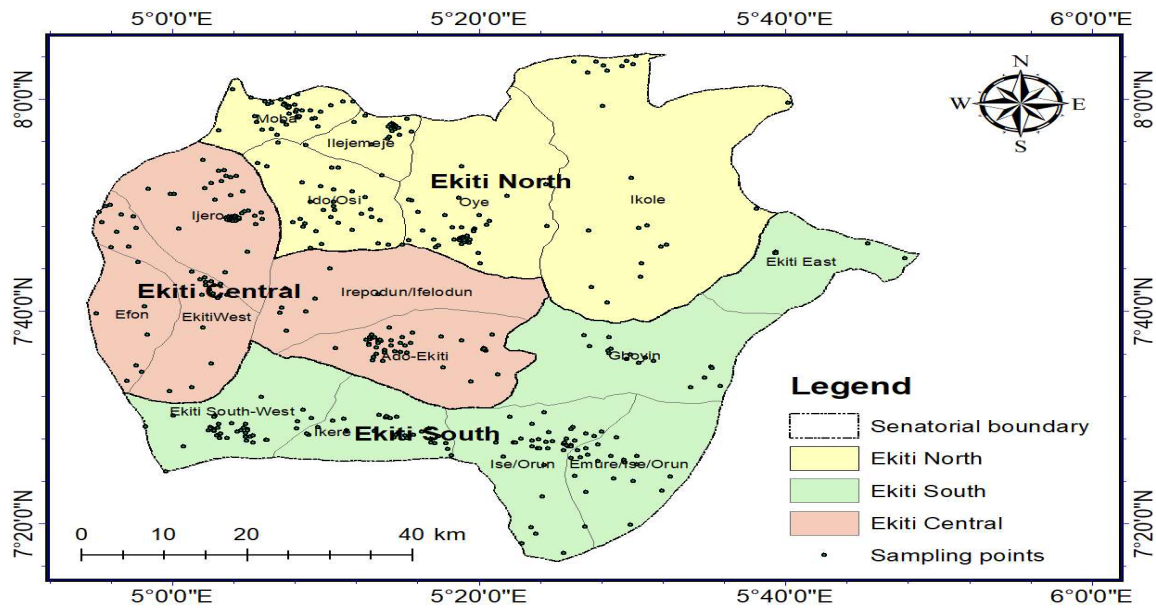 5°0'0"E 5°20'0"E 5°40'0"E 6°0'0"E
8°0'0"N
7°40'0"N
7°20'0"N
8°0'0"N
7°40'0"N
7°20'0"N
N
W E
S
Moba
Ilejemeje
Ekiti North
Ido/Osi
Oye
Ikole
Ijero
Ekiti East
Ekiti Central
Irepodun/Ifelodun
Efon
EkitiWest
Ado-Ekiti
Gboyin
Ekiti South-West
Ikere
Ekiti South
Ise/Orun
Emure/Ise/Orun
Legend
Senatorial boundary
Ekiti North
Ekiti South
Ekiti Central
Sampling points
0 10 20 40 km
5°0'0"E 5°20'0"E 5°40'0"E 6°0'0"E